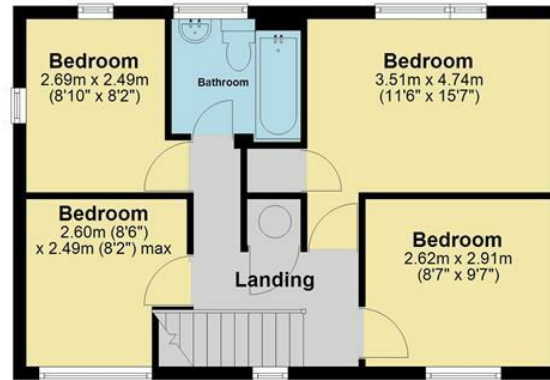 Bedroom
2.69m x 2.49m
(8'10" x 8'2")
Bathroom
Bedroom
3.51m x 4.74m
(11'6" x 15'7")
Bedroom
2.60m (8'6")
x 2.49m (8'2") max
Landing
Bedroom
2.62m x 2.91m
(8'7" x 9'7")